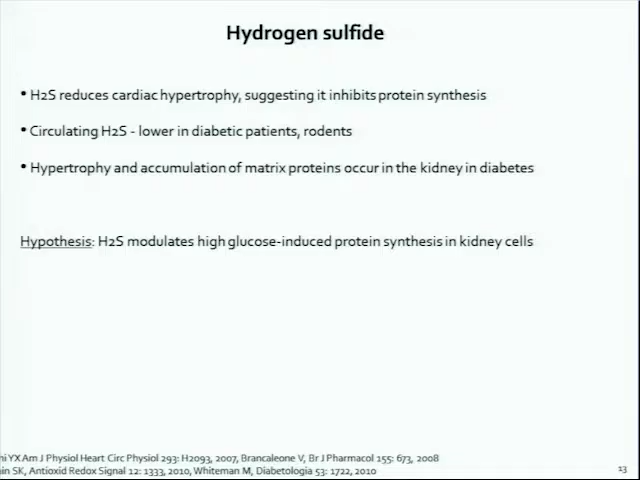 Hydrogen sulfide
• H2S reduces cardiac hypertrophy, suggesting it inhibits protein synthesis
• Circulating H2S - lower in diabetic patients, rodents
• Hypertrophy and accumulation of matrix proteins occur in the kidney in diabetes
Hypothesis: H2S modulates high glucose-induced protein synthesis in kidney cells
YX Am J Physiol Heart Circ Physiol 293: H2093, 2007, Brancaleone V, Br J Pharmacol 155: 673, 2008
SK, Antioxid Redox Signal 12: 1333, 2010, Whiteman M, Diabetologia 53: 1722, 2010
13